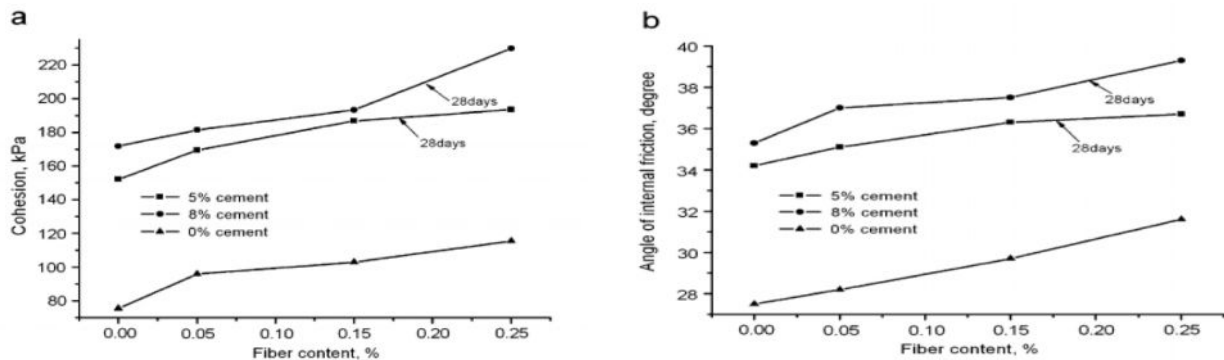 a
220
200
180
160
140
120
100
80
Cohesion, kPa
28days
28days
5% cement
8% cement
0% cement
0.00 0.05 0.10 0.15 0.20 0.25
Fiber content, %
b
40
38
36
34
32
30
28
Angle of internal friction, degree
28days
28days
5% cement
8% cement
0% cement
0.00 0.05 0.10 0.15 0.20 0.25
Fiber content, %